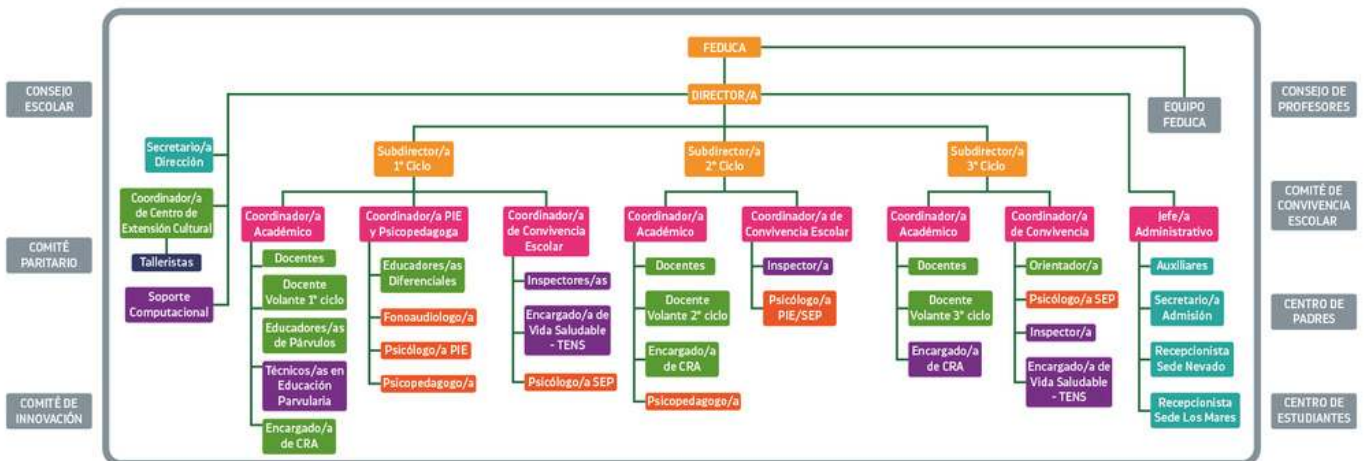 FEDUCA
DIRECTOR/A
EQUIPO
FEDUCA
CONSEJO
ESCOLAR
COMITÉ
PARITARIO
COMITÉ DE
INNOVACIÓN
CONSEJO DE
PROFESORES
COMITÉ DE
CONVIVENCIA
ESCOLAR
CENTRO DE
PADRES
CENTRO DE
ESTUDIANTES
Secretario/a
Dirección
Coordinador/a
de Centro de
Extensión Cultural
Talleristas
Soporte
Computacional
Subdirector/a
1° Ciclo
Coordinador/a
Académico
Docentes
Docente
Volante 1° ciclo
Educadores/as
de Párvulos
Técnicos/as en
Educación
Parvularia
Encargado/a
de CRA
Coordinador/a PIE
y Psicopedagoga
Educadores/as
Diferenciales
Fonoaudiologo/a
Psicólogo/a PIE
Psicopedagogo/a
Coordinador/a
de Convivencia
Escolar
Inspectores/as
Encargado/a de
Vida Saludable
- TENS
Psicólogo/a SEP
Subdirector/a
2° Ciclo
Coordinador/a
Académico
Docentes
Docente
Volante 2° ciclo
Encargado/a
de CRA
Psicopedagogo/a
Coordinador/a de
Convivencia Escolar
Inspector/a
Psicólogo/a
PIE/SEP
Subdirector/a
3° Ciclo
Coordinador/a
Académico
Docentes
Docente
Volante 3° ciclo
Encargado/a
de CRA
Coordinador/a
de Convivencia
Orientador/a
Psicólogo/a SEP
Inspector/a
Encargado/a de
Vida Saludable
- TENS
Jefe/a
Administrativo
Auxiliares
Secretario/a
Admisión
Recepcionista
Sede Nevado
Recepcionista
Sede Los Mares